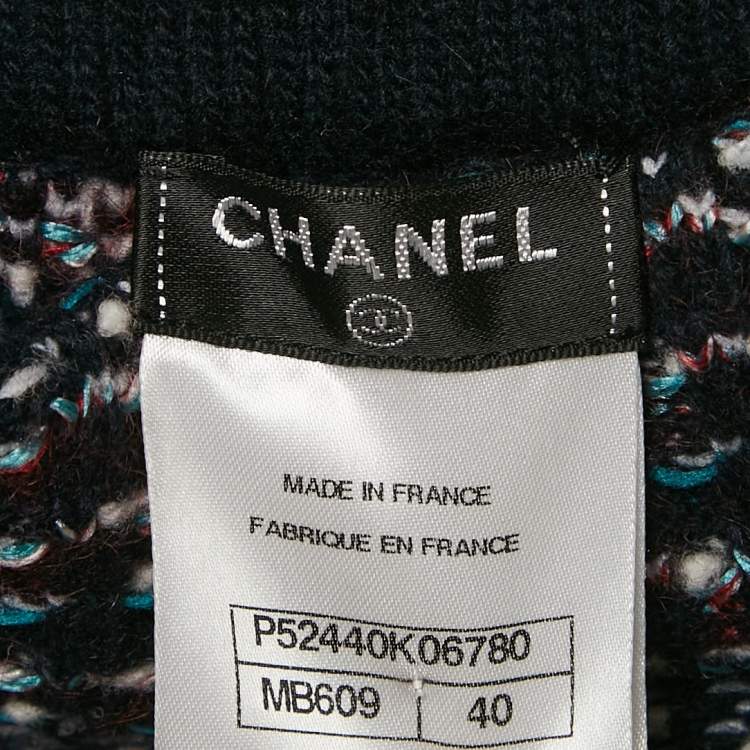 CHANEL
MADE IN FRANCE
FABRIQUE EN FRANCE
P52440K06780
MB609 40